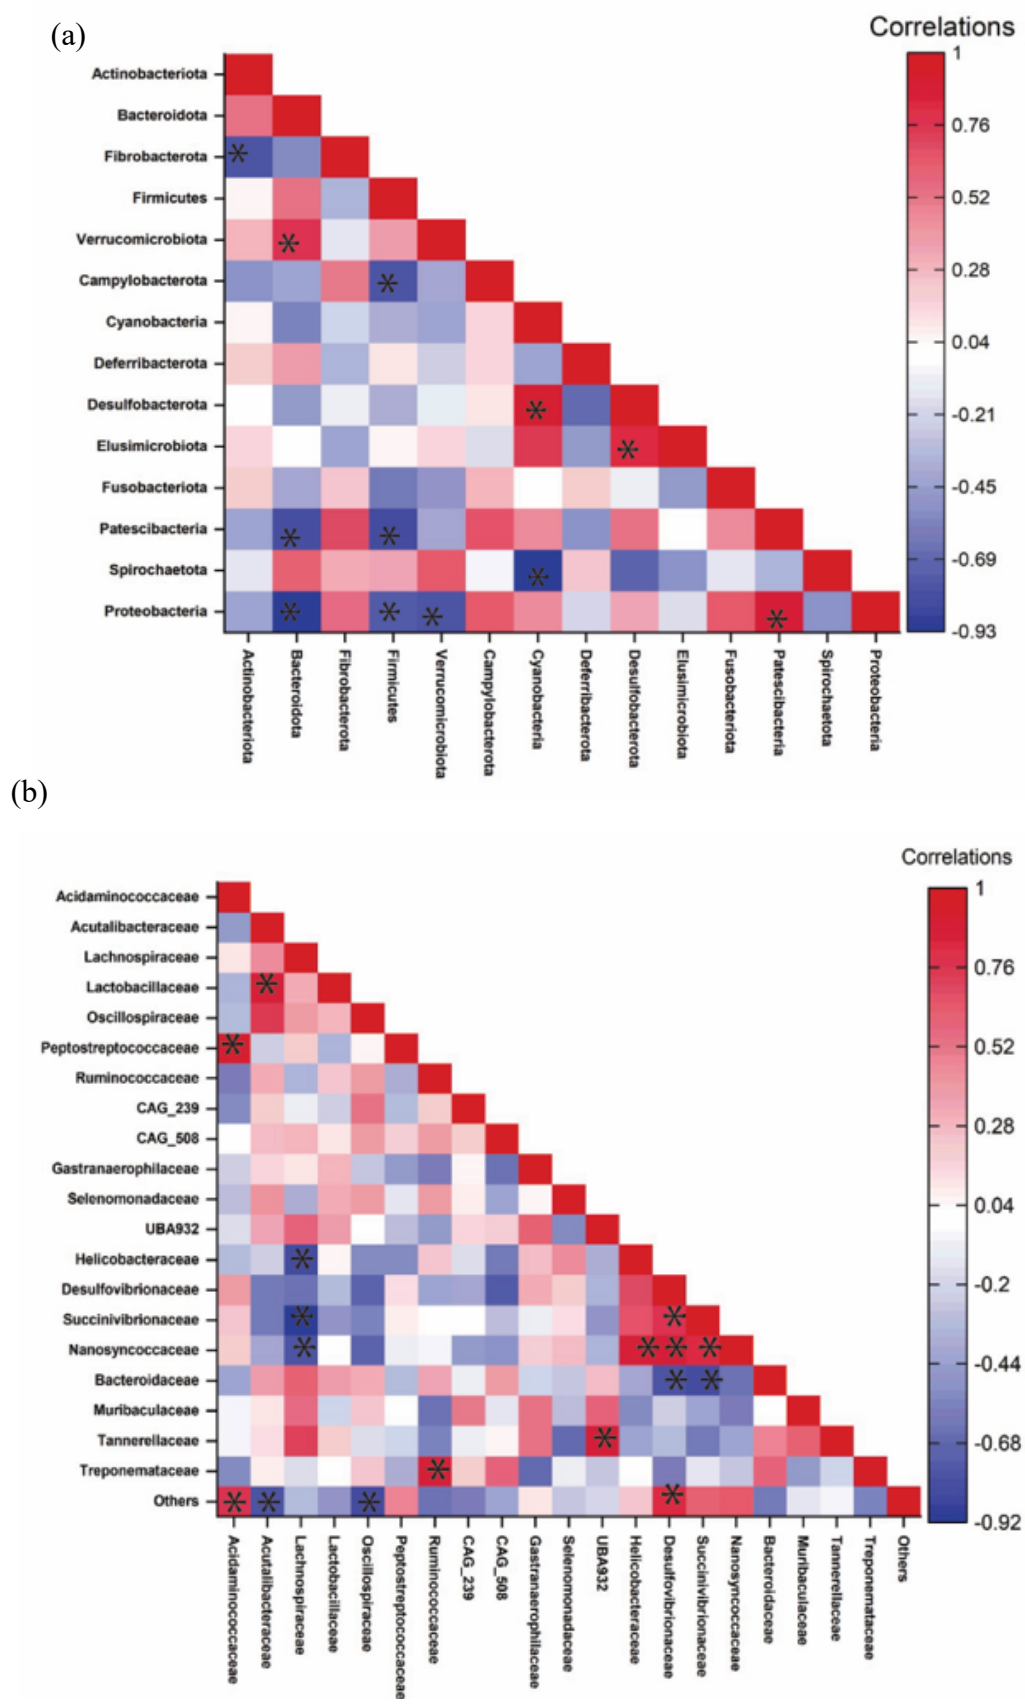 (a)
Correlations
Actinobacteriota
Bacteroidota
Fibrobacterota
Firmicutes
Verrucomicrobiota
Campylobacterota
Cyanobacteria
Deferribacterota
Desulfobacterota
Elusimicrobiota
Fusobacteriota
Patescibacteria
Spirochaetota
Proteobacteria
1
0.76
0.52
0.28
0.04
-0.21
-0.45
-0.69
-0.93
Actinobacteriota
Bacteroidota
Fibrobacterota
Firmicutes
Verrucomicrobiota
Campylobacterota
Cyanobacteria
Deferribacterota
Desulfobacterota
Elusimicrobiota
Fusobacteriota
Patescibacteria
Spirochaetota
Proteobacteria
(b)
Correlations
Acidaminococcaceae
Acutalibacteraceae
Lachnospiraceae
Lactobacillaceae
Oscillospiraceae
Peptostreptococcaceae
Ruminococcaceae
CAG_239
CAG_508
Gastranaerophilaceae
Selenomonadaceae
UBA932
Helicobacteraceae
Desulfovibrionaceae
Succinivibrionaceae
Nanosyncoccaceae
Bacteroidaceae
Muribaculaceae
Tannerellaceae
Treponemataceae
Others
1
0.76
0.52
0.28
0.04
-0.2
-0.44
-0.68
-0.92
Acidaminococcaceae
Acutalibacteraceae
Lachnospiraceae
Lactobacillaceae
Oscillospiraceae
Peptostreptococcaceae
Ruminococcaceae
CAG_239
CAG_508
Gastranaerophilaceae
Selenomonadaceae
UBA932
Helicobacteraceae
Desulfovibrionaceae
Succinivibrionaceae
Nanosyncoccaceae
Bacteroidaceae
Muribaculaceae
Tannerellaceae
Treponemataceae
Others